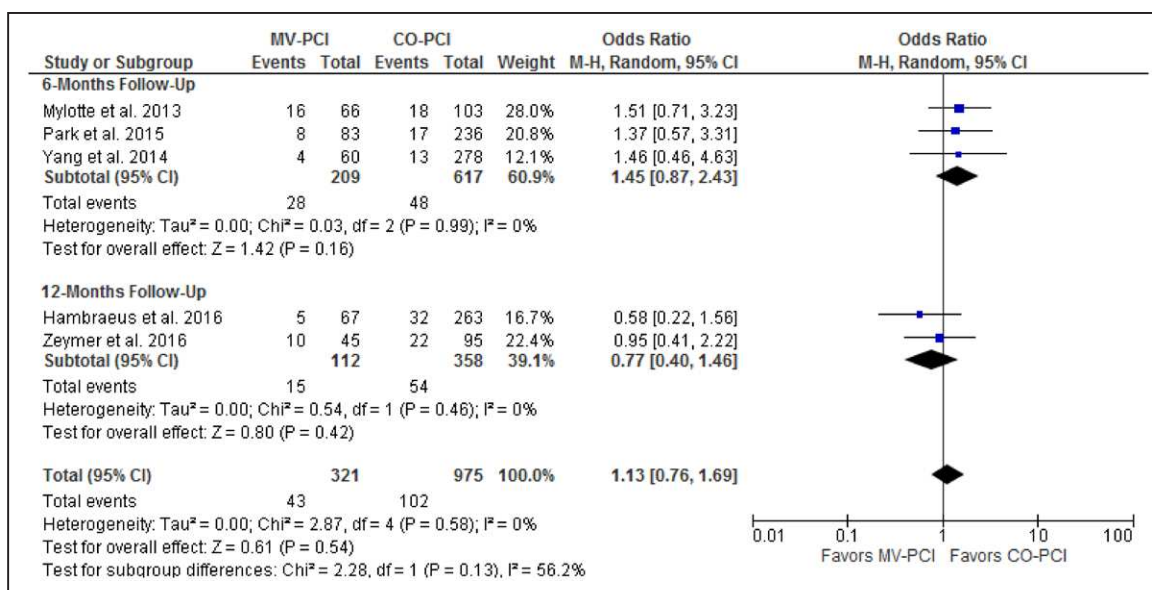 MV-PCI CO-PCI Odds Ratio Odds Ratio
Study or Subgroup Events Total Events Total Weight M-H, Random, 95% CI M-H, Random, 95% CI
6-Months Follow-Up
Mylotte et al. 2013 16 66 18 103 28.0% 1.51 [0.71, 3.23]
Park et al. 2015 8 83 17 236 20.8% 1.37 [0.57, 3.31]
Yang et al. 2014 4 60 13 278 12.1% 1.46 [0.46, 4.63]
Subtotal (95% CI) 209 617 60.9% 1.45 [0.87, 2.43]
Total events 28 48
Heterogeneity: Tau² = 0.00; Chi² = 0.03, df = 2 (P = 0.99); I² = 0%
Test for overall effect: Z = 1.42 (P = 0.16)
12-Months Follow-Up
Hambraeus et al. 2016 5 67 32 263 16.7% 0.58 [0.22, 1.56]
Zeymer et al. 2016 10 45 22 95 22.4% 0.95 [0.41, 2.22]
Subtotal (95% CI) 112 358 39.1% 0.77 [0.40, 1.46]
Total events 15 54
Heterogeneity: Tau² = 0.00; Chi² = 0.54, df = 1 (P = 0.46); I² = 0%
Test for overall effect: Z = 0.80 (P = 0.42)
Total (95% CI) 321 975 100.0% 1.13 [0.76, 1.69]
Total events 43 102
Heterogeneity: Tau² = 0.00; Chi² = 2.87, df = 4 (P = 0.58); I² = 0%
Test for overall effect: Z = 0.61 (P = 0.54)
Test for subgroup differences: Chi² = 2.28, df = 1 (P = 0.13), I² = 56.2%
0.01 0.1 1 10 100
Favors MV-PCI Favors CO-PCI